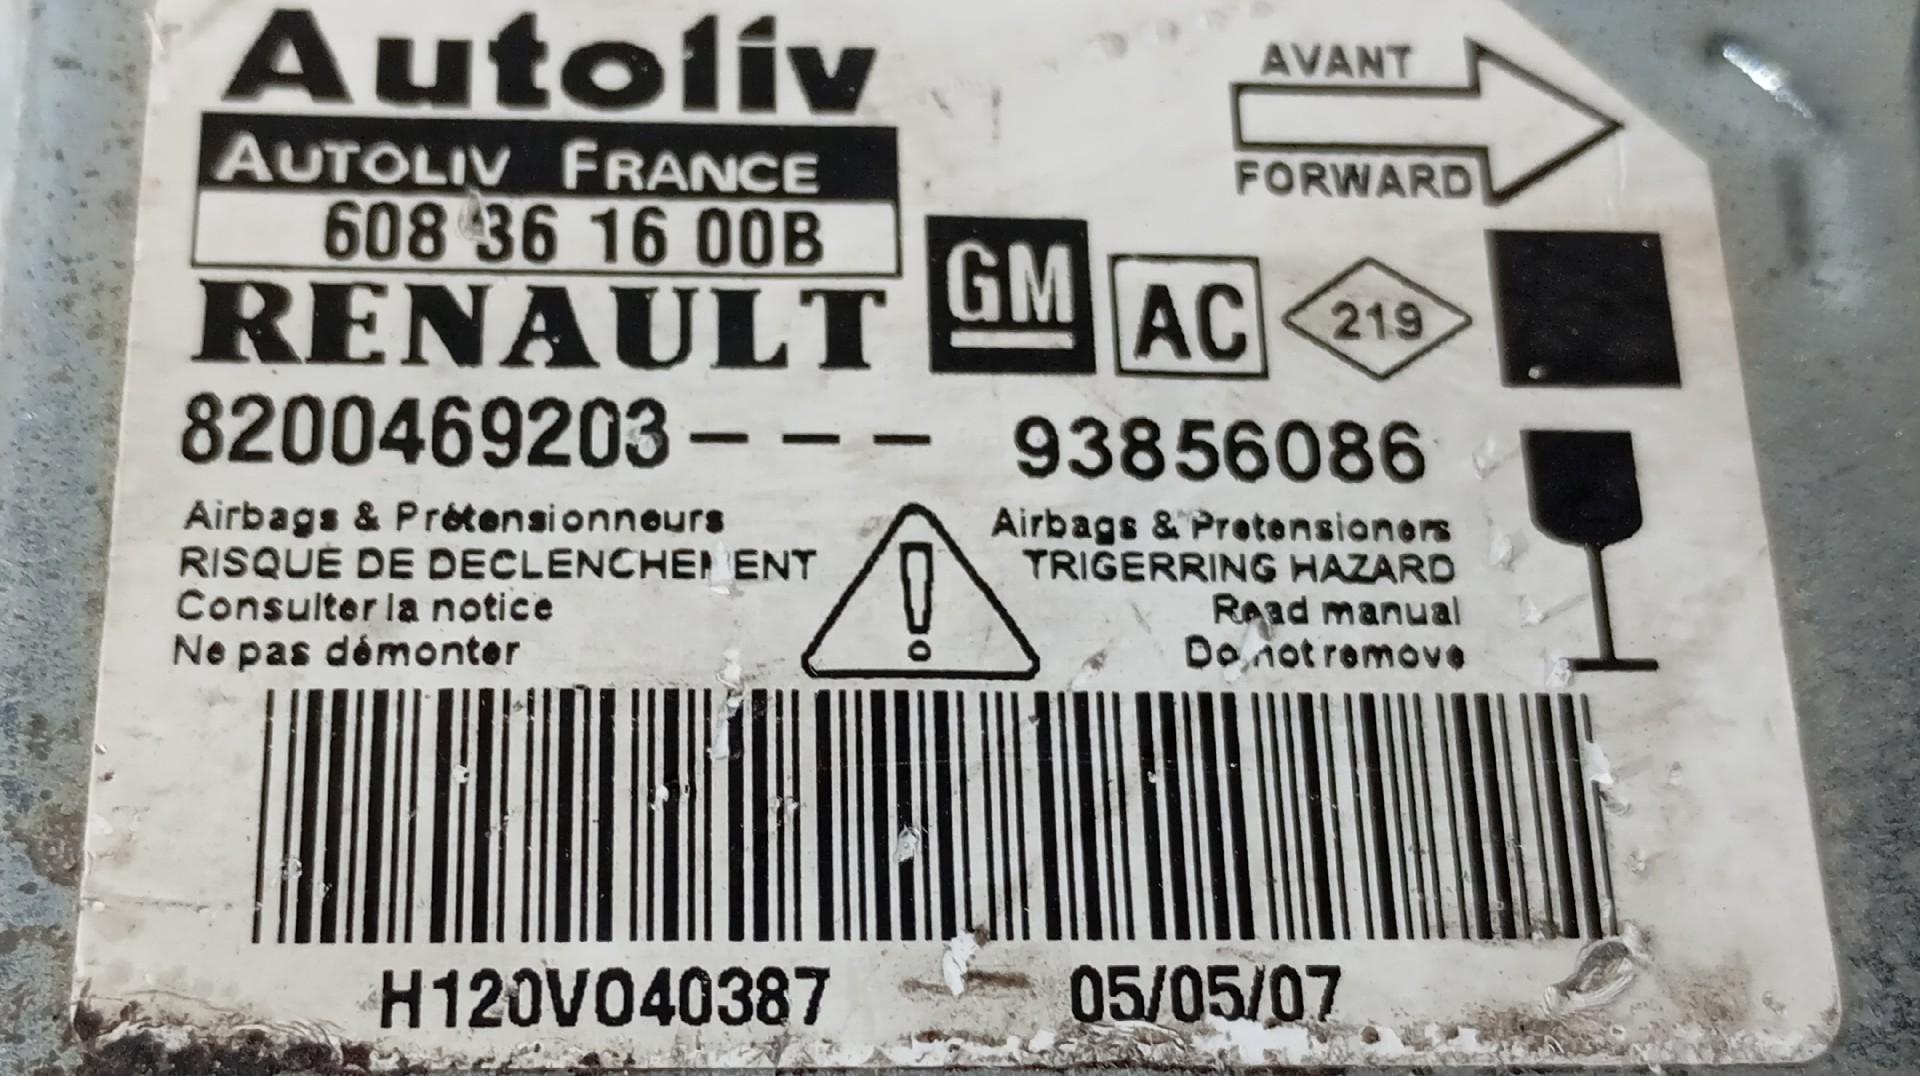 Autoliv
AUTOLIV FRANCE
608 36 16 00B
RENAULT
GM
AC
219
AVANT
FORWARD
8200469203--- 93856086
Airbags & Prétensionneurs
RISQUE DE DECLENCHEMENT
Consulter la notice
Ne pas démonter
Airbags & Pretensioners
TRIGERRING HAZARD
Read manual
Do not remove
H120V040387 05/05/07